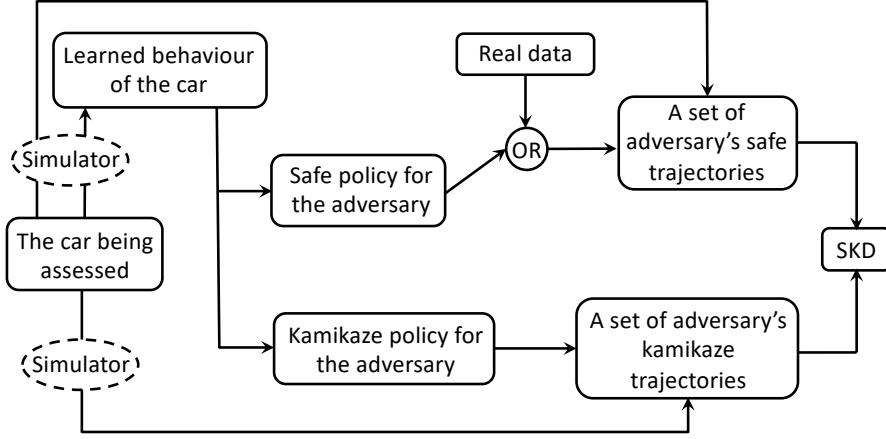 Learned behaviour
of the car
Real data
Simulator
OR
A set of
adversary's safe
trajectories
Safe policy for
the adversary
The car being
assessed
SKD
Simulator
Kamikaze policy for
the adversary
A set of adversary's
kamikaze
trajectories